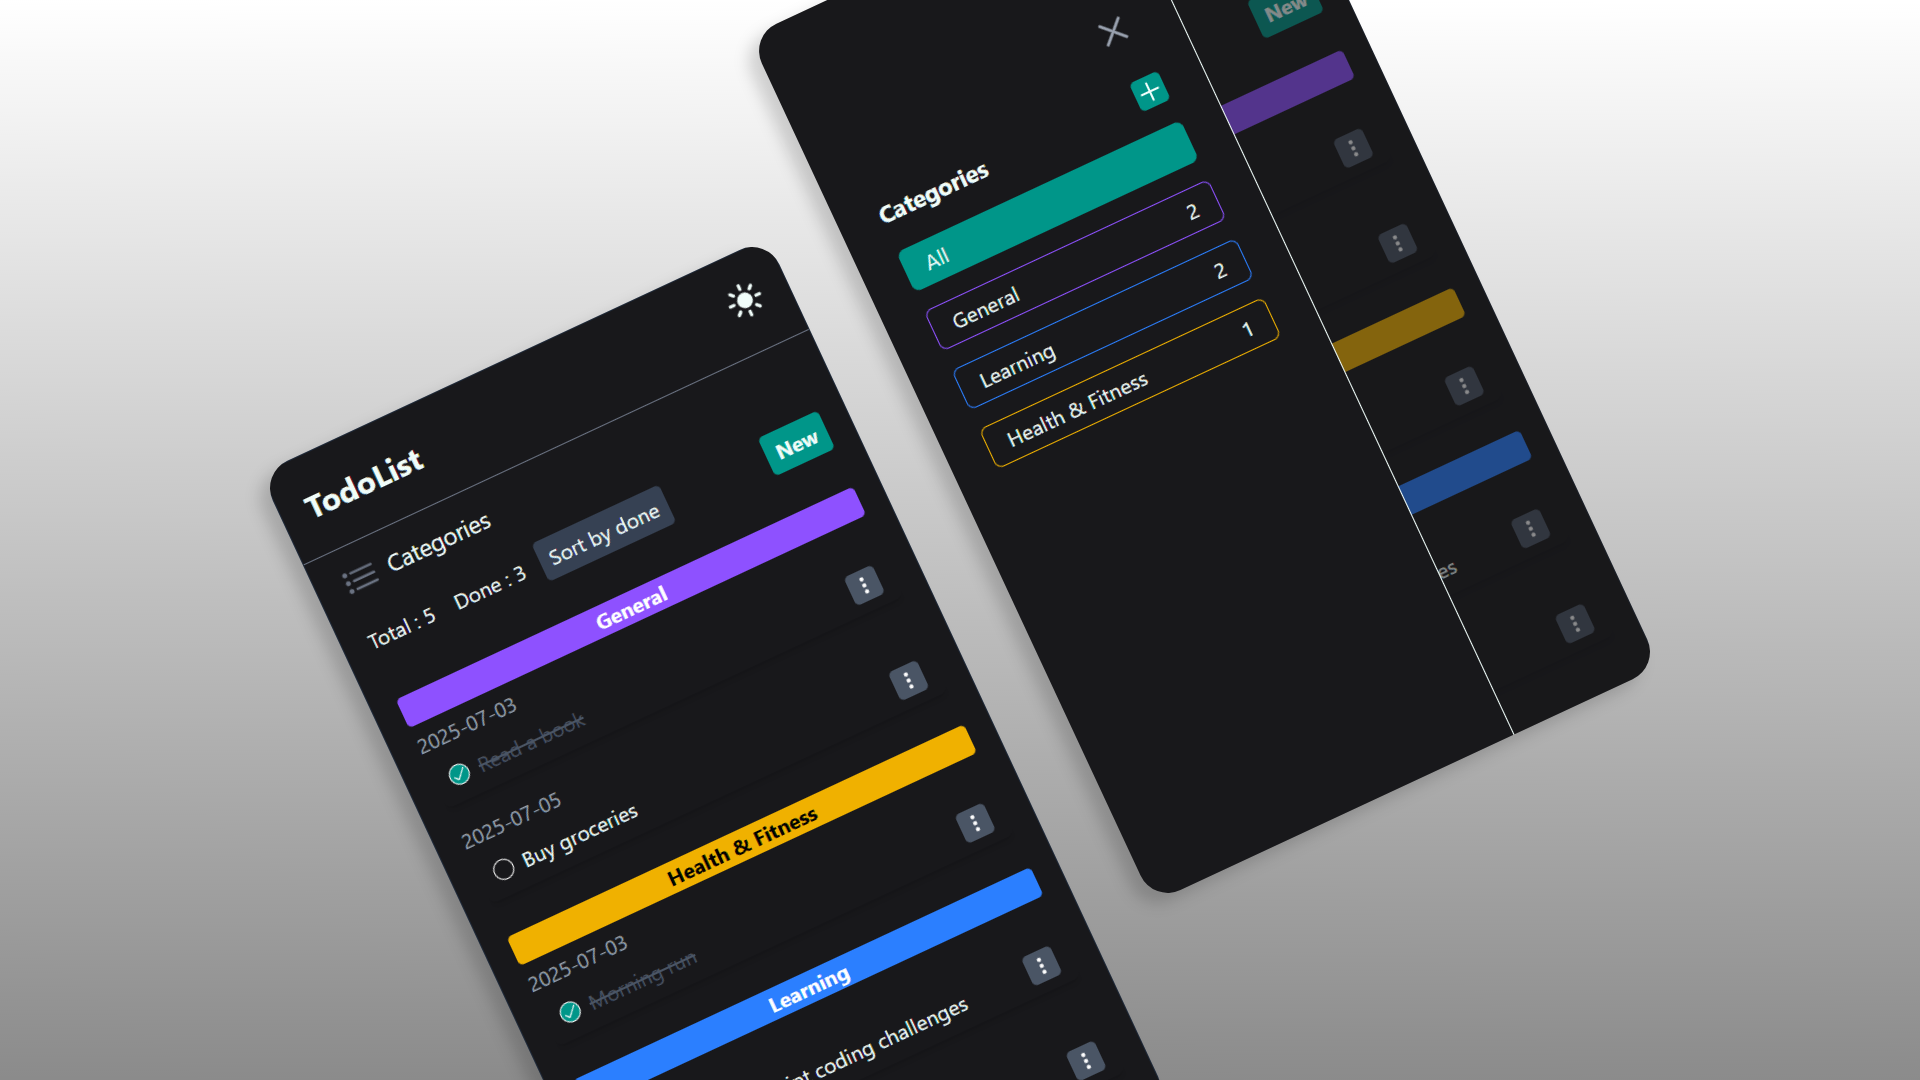 TodoList
Categories
Total : 5 Done : 3 Sort by done New
General
2025-07-03
Read a book
2025-07-05
Buy groceries
Health & Fitness
2025-07-03
Morning run
Learning
coding challenges
Categories
All
General 2
Learning 2
Health & Fitness 1
New